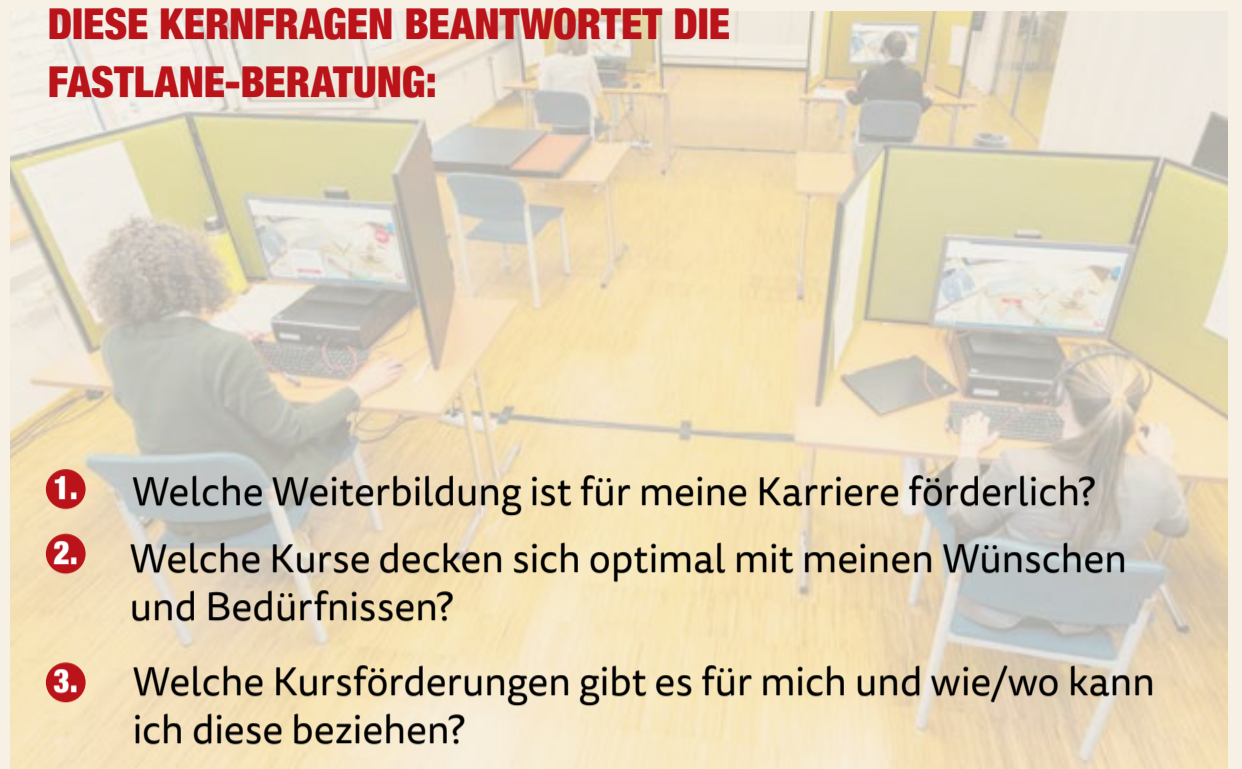 DIESE KERNFRAGEN BEANTWORTET DIE
FASTLANE-BERATUNG:
1. Welche Weiterbildung ist für meine Karriere förderlich?
2. Welche Kurse decken sich optimal mit meinen Wünschen
und Bedürfnissen?
3. Welche Kursförderungen gibt es für mich und wie/wo kann
ich diese beziehen?